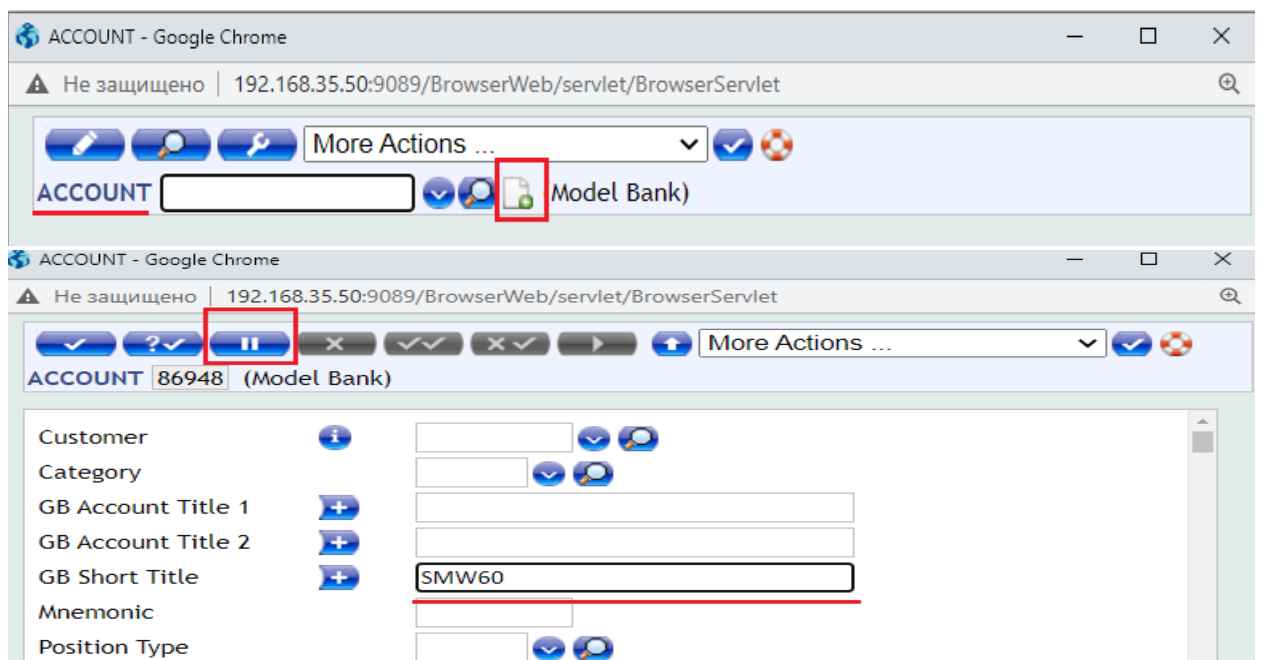 ACCOUNT - Google Chrome
Не защищено | 192.168.35.50:9089/BrowserWeb/servlet/BrowserServlet
More Actions ...
ACCOUNT (Model Bank)
ACCOUNT - Google Chrome
Не защищено | 192.168.35.50:9089/BrowserWeb/servlet/BrowserServlet
More Actions ...
ACCOUNT 86948 (Model Bank)
Customer
Category
GB Account Title 1
GB Account Title 2
GB Short Title SMW60
Mnemonic
Position Type